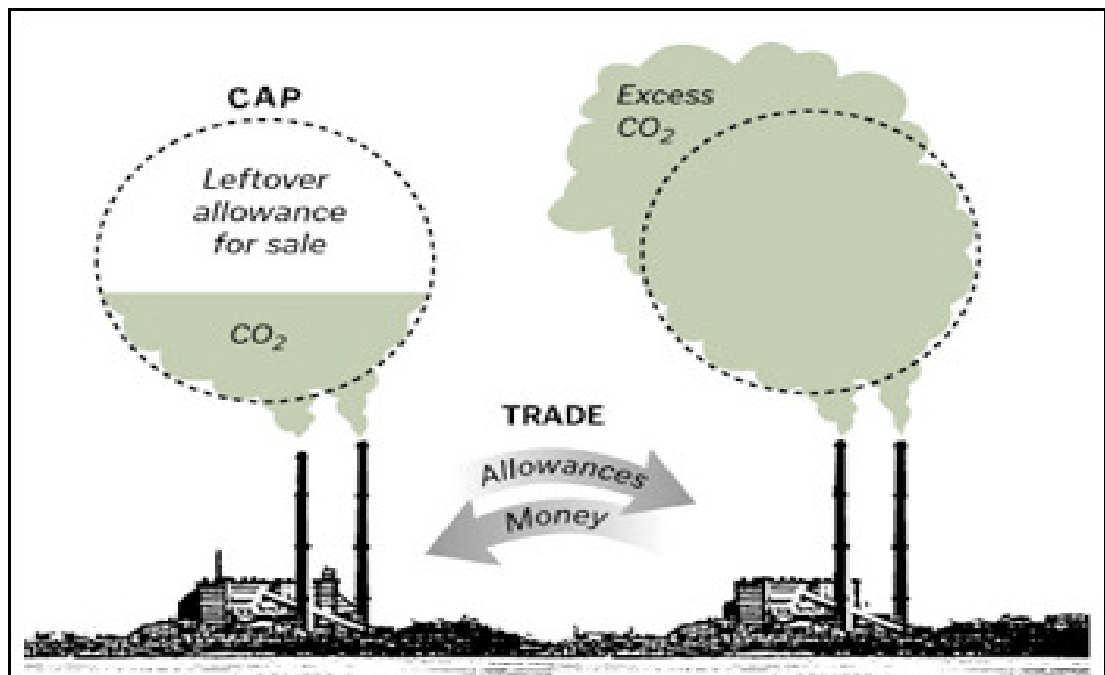 CAP
Leftover
allowance
for sale
CO₂
Excess
CO₂
TRADE
Allowances
Money